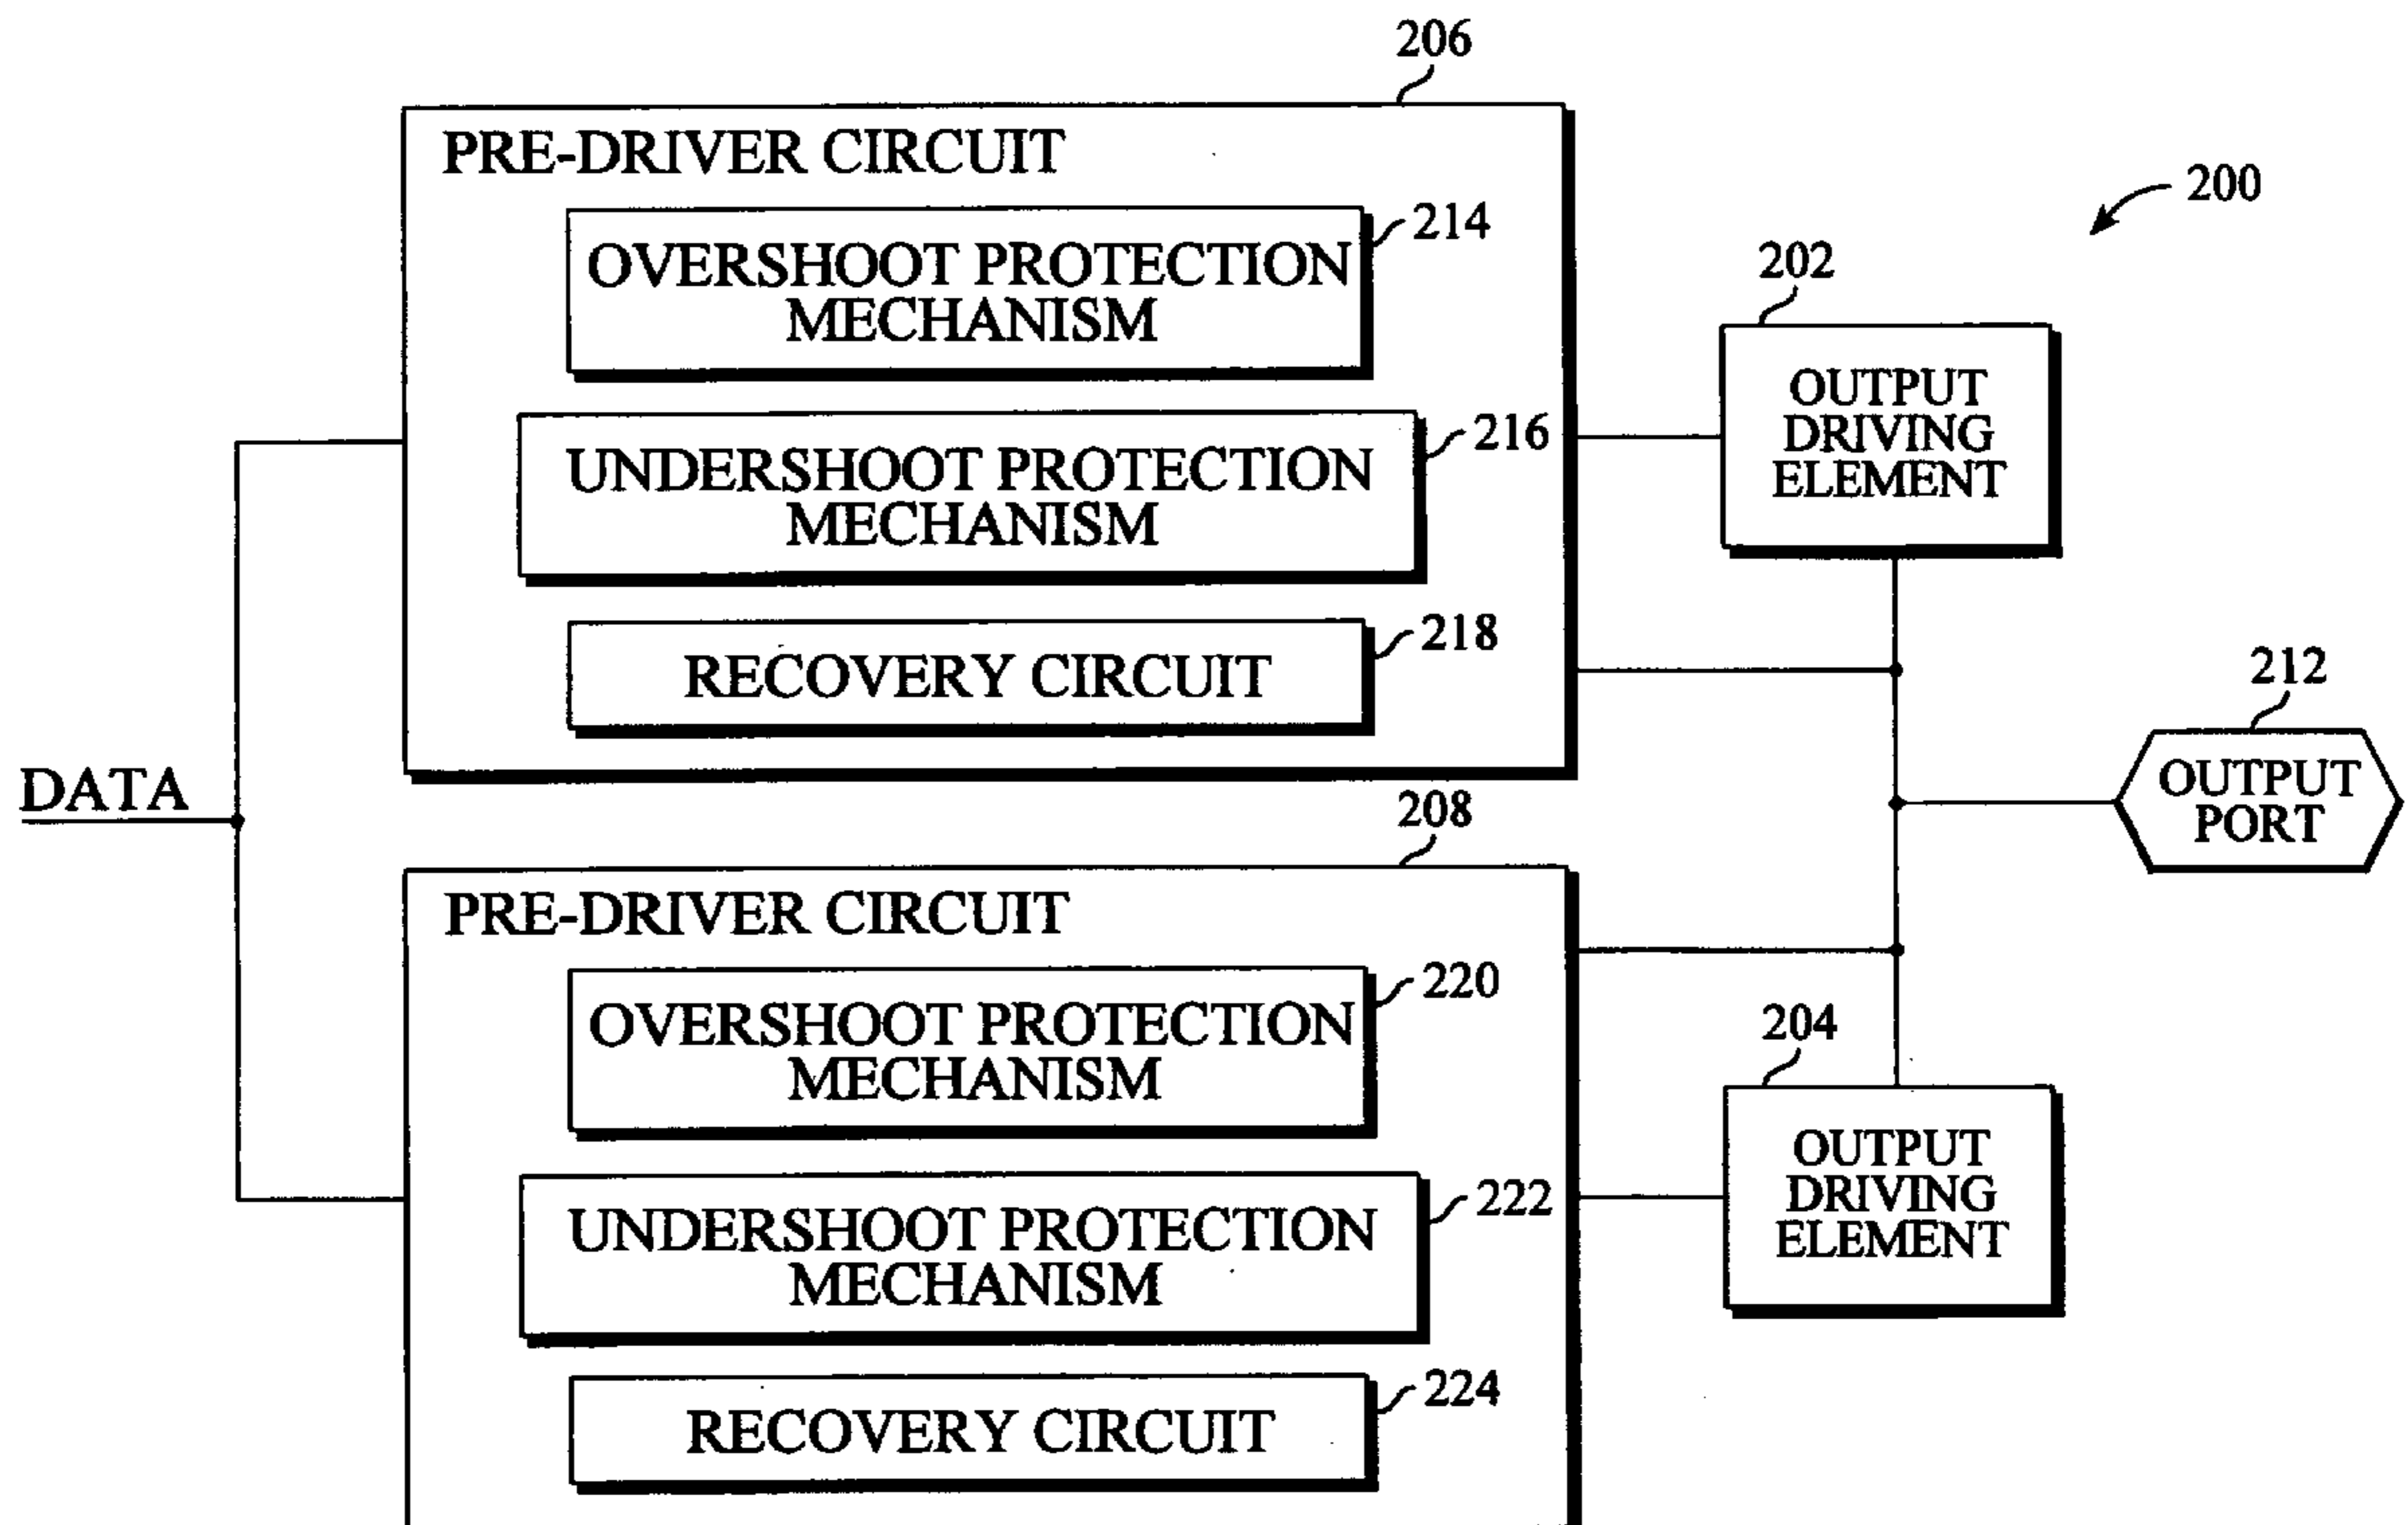 206
PRE-DRIVER CIRCUIT
200
214
OVERSHOOT PROTECTION
MECHANISM
202
OUTPUT
DRIVING
ELEMENT
216
UNDERSHOOT PROTECTION
MECHANISM
218
RECOVERY CIRCUIT
212
OUTPUT
PORT
DATA
208
PRE-DRIVER CIRCUIT
220
OVERSHOOT PROTECTION
MECHANISM
204
OUTPUT
DRIVING
ELEMENT
222
UNDERSHOOT PROTECTION
MECHANISM
224
RECOVERY CIRCUIT